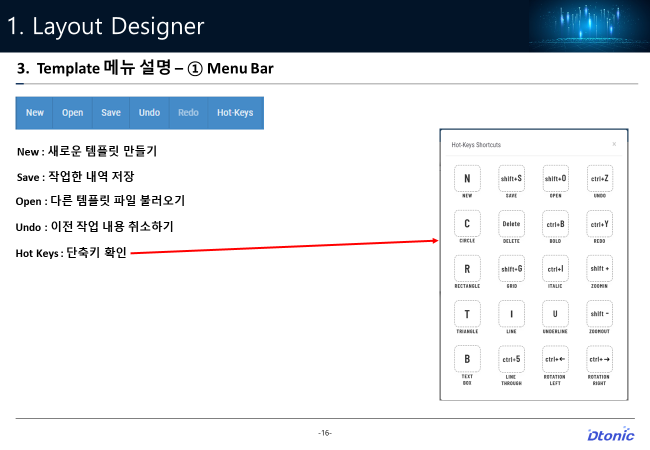 1. Layout Designer
3. Template 메뉴 설명 – ① Menu Bar
New Open Save Undo Redo Hot-Keys
New : 새로운 템플릿 만들기
Save : 작업한 내역 저장
Open : 다른 템플릿 파일 불러오기
Undo : 이전 작업 내용 취소하기
Hot Keys : 단축키 확인
Hot-Keys Shortcuts ×
N shift+S shift+O ctrl+Z
NEW SAVE OPEN UNDO
C Delete ctrl+B ctrl+Y
CIRCLE DELETE BOLD REDO
R shift+G ctrl+I shift +
RECTANGLE GRID ITALIC ZOOMIN
T I U shift -
TRIANGLE LINE UNDERLINE ZOOMOUT
B ctrl+5 ctrl+← ctrl+→
TEXT BOX LINE THROUGH ROTATION LEFT ROTATION RIGHT
-16-
Dtonic